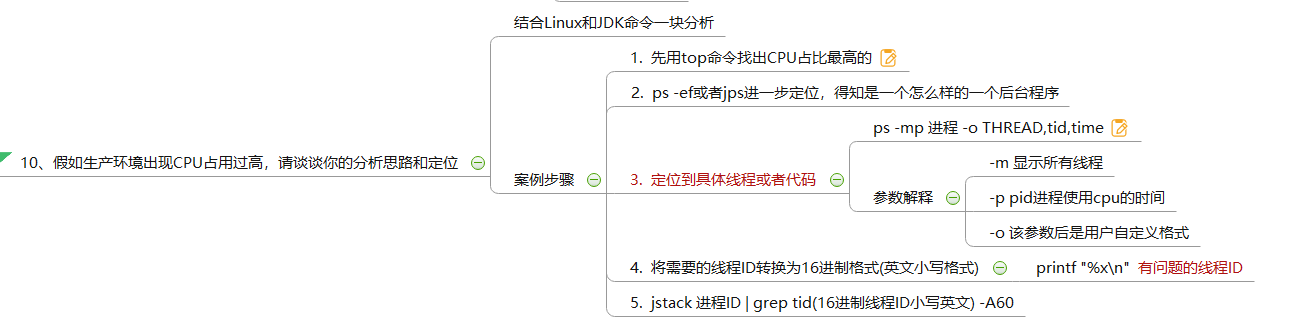 结合Linux和JDK命令一块分析
1. 先用top命令找出CPU占比最高的
2. ps -ef或者jps进一步定位，得知是一个怎么样的一个后台程序
ps -mp 进程 -o THREAD,tid,time
10、假如生产环境出现CPU占用过高，请谈谈你的分析思路和定位
-m 显示所有线程
案例步骤
3. 定位到具体线程或者代码
参数解释
-p pid进程使用cpu的时间
-o 该参数后是用户自定义格式
4. 将需要的线程ID转换为16进制格式(英文小写格式)
printf "%x\n" 有问题的线程ID
5. jstack 进程ID | grep tid(16进制线程ID小写英文) -A60